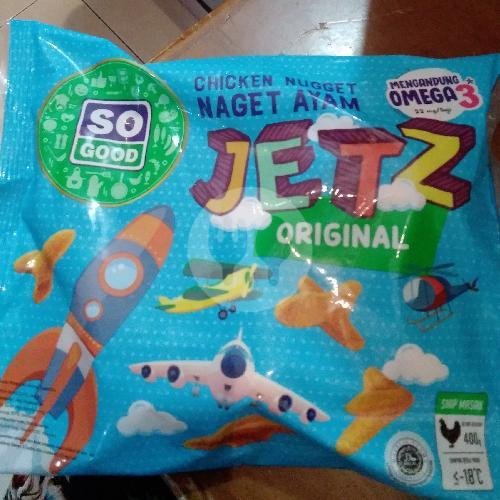 SO
GOOD
CHICKEN NUGGET
NAGET AYAM
MENGANDUNG
OMEGA 3
JETZ
ORIGINAL
SIAP MASAK
400g
≤-18°C